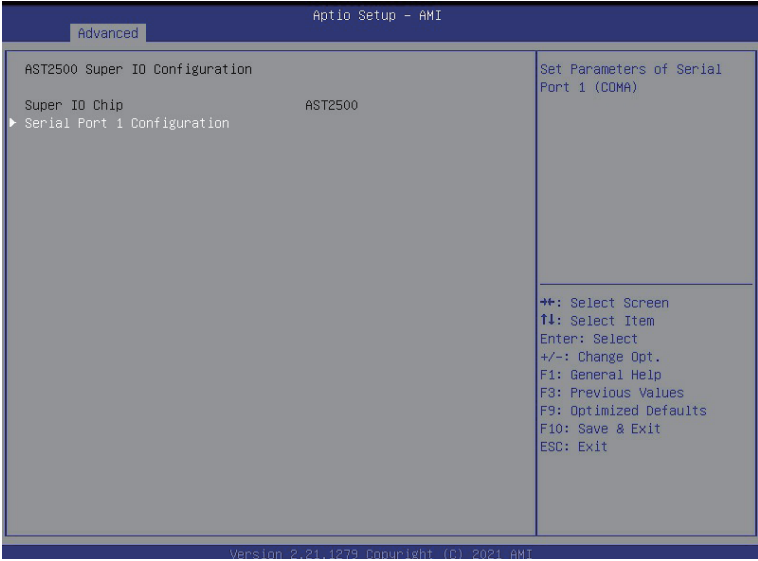 Aptio Setup – AMI
Advanced
AST2500 Super IO Configuration
Super IO Chip AST2500
▶ Serial Port 1 Configuration
Set Parameters of Serial
Port 1 (COMA)
→←: Select Screen
↑↓: Select Item
Enter: Select
+/-: Change Opt.
F1: General Help
F3: Previous Values
F9: Optimized Defaults
F10: Save & Exit
ESC: Exit
Version 2.21.1279 Copyright (C) 2021 AMI